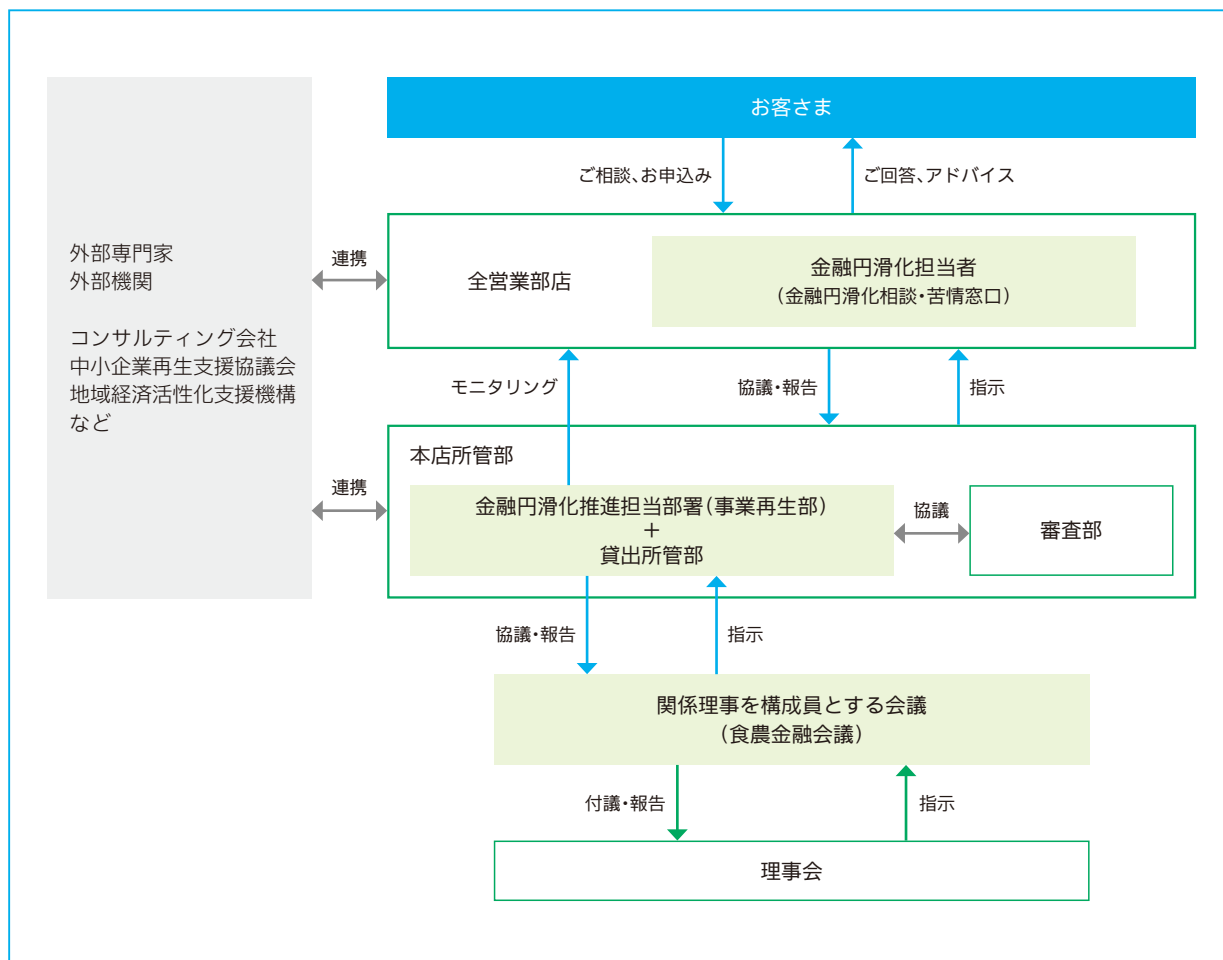 お客さま
ご相談、お申込み
ご回答、アドバイス
外部専門家
外部機関
コンサルティング会社
中小企業再生支援協議会
地域経済活性化支援機構
など
連携
全営業部店
金融円滑化担当者
（金融円滑化相談・苦情窓口）
モニタリング
協議・報告
指示
本店所管部
連携
金融円滑化推進担当部署（事業再生部）
＋
貸出所管部
協議
審査部
協議・報告
指示
関係理事を構成員とする会議
（食農金融会議）
付議・報告
指示
理事会